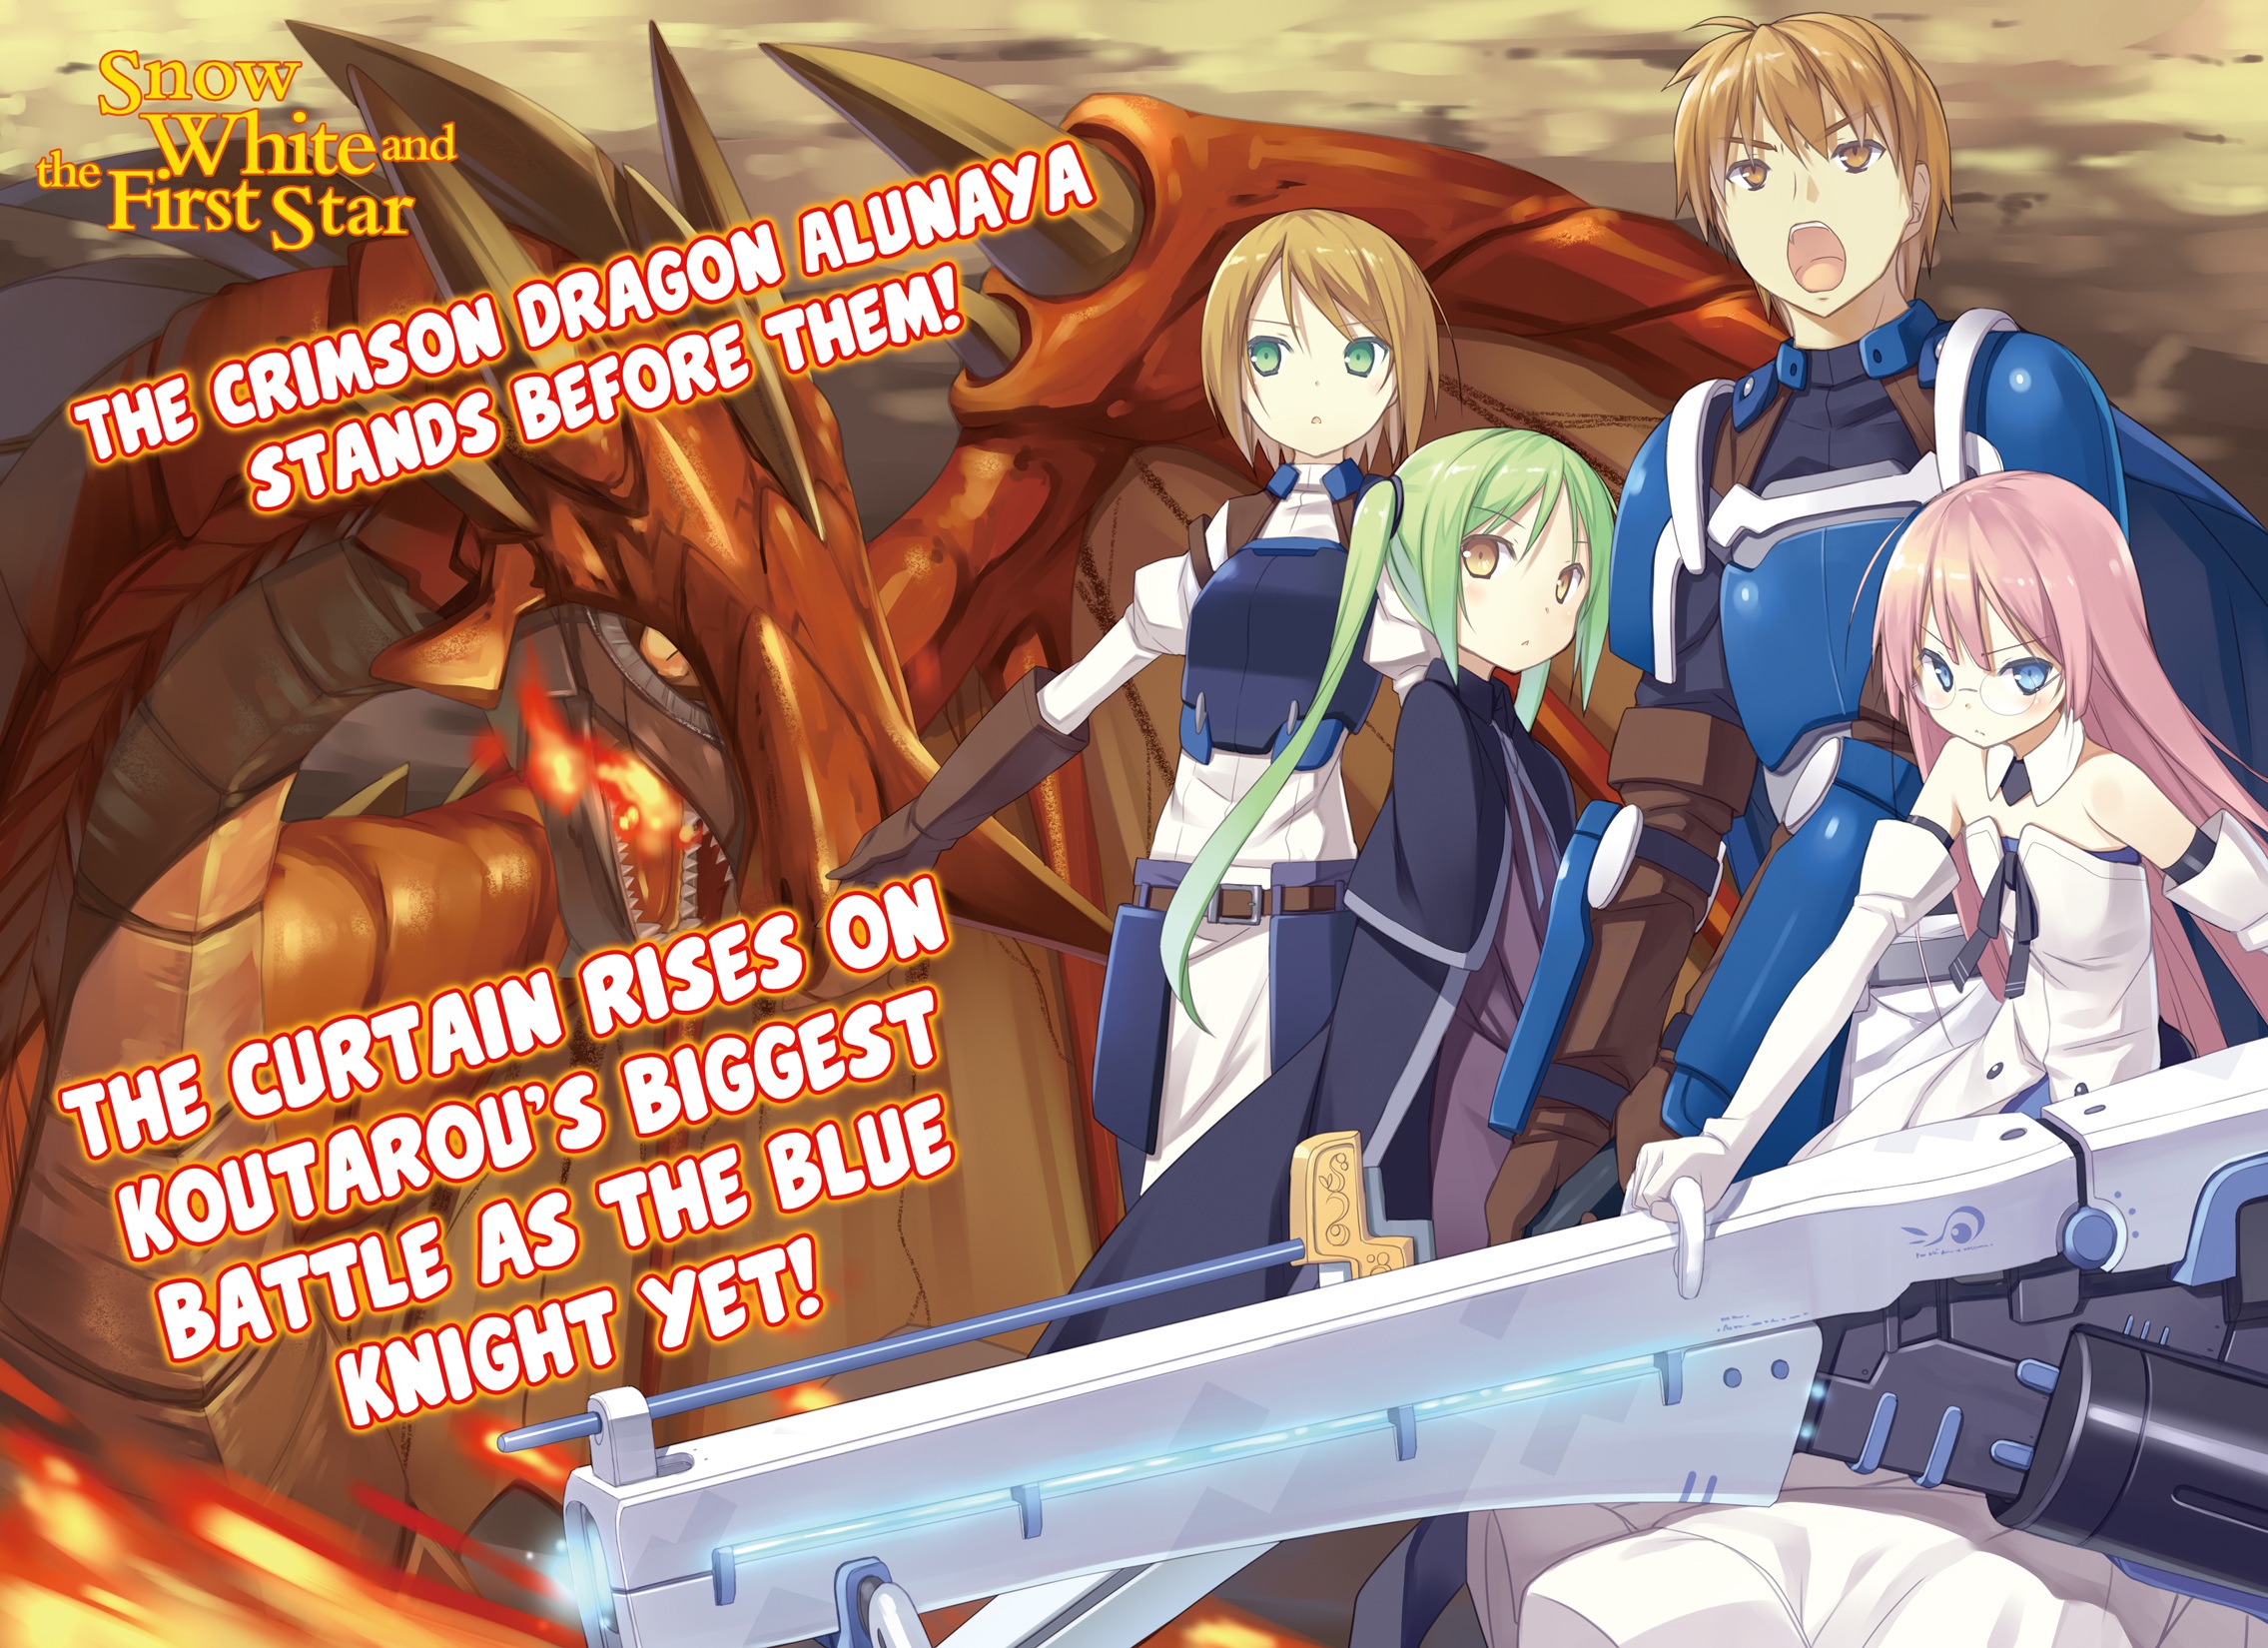 Snow
White and
the First Star
THE CRIMSON DRAGON ALUNAYA
STANDS BEFORE THEM!
THE CURTAIN RISES ON
KOUTAROU'S BIGGEST
BATTLE AS THE BLUE
KNIGHT YET!